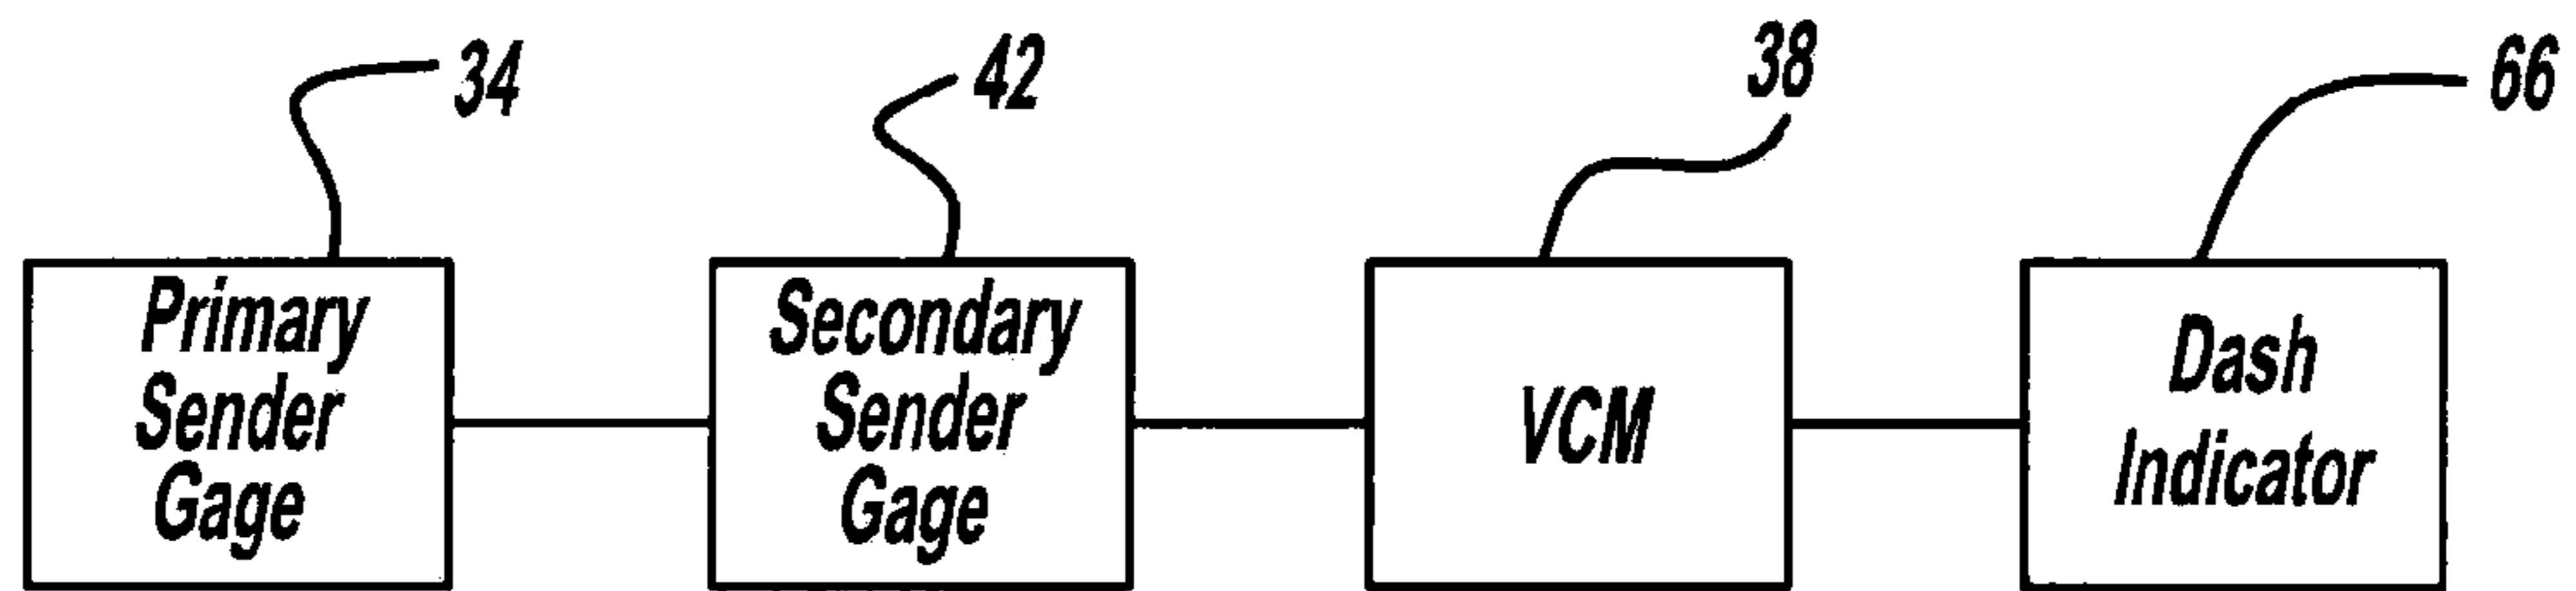 34
42
38
66
Primary
Sender
Gage
Secondary
Sender
Gage
VCM
Dash
Indicator